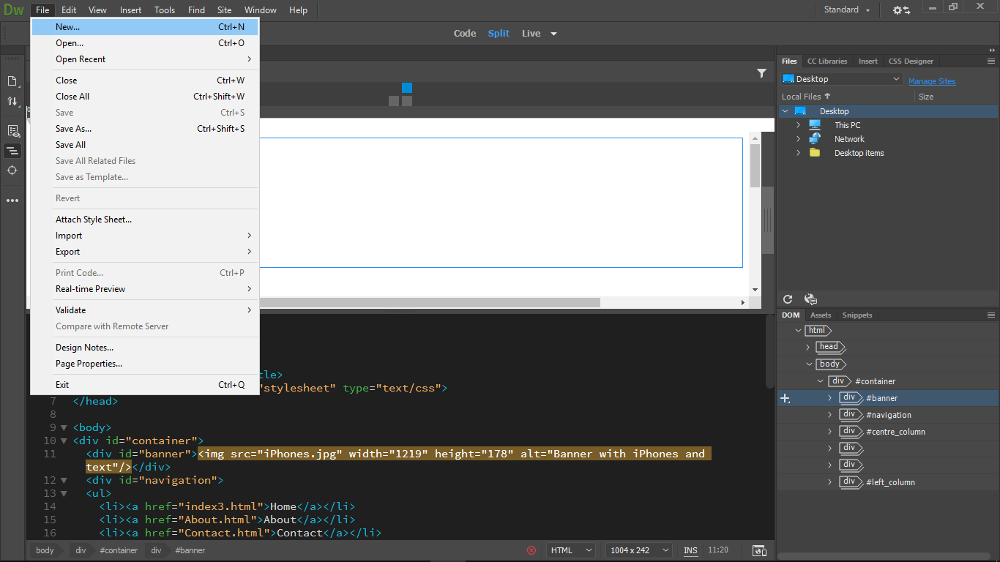 Dw File Edit View Insert Tools Find Site Window Help Standard
Code Split Live
New... Ctrl+N
Open... Ctrl+O
Open Recent
Close Ctrl+W
Close All Ctrl+Shift+W
Save Ctrl+S
Save As... Ctrl+Shift+S
Save All
Save All Related Files
Save as Template...
Revert
Attach Style Sheet...
Import
Export
Print Code... Ctrl+P
Real-time Preview
Validate
Compare with Remote Server
Design Notes...
Page Properties...
Exit Ctrl+Q
Files CC Libraries Insert CSS Designer
Desktop Manage Sites
Local Files Size
Desktop
This PC
Network
Desktop items
DOM Assets Snippets
html
head
body
div #container
div #banner
div #navigation
div #centre_column
div
div
div #left_column
tle>
"stylesheet" type="text/css">
7 </head>
8
9 <body>
10 <div id="container">
11 <div id="banner"><img src="iPhones.jpg" width="1219" height="178" alt="Banner with iPhones and
text"/></div>
12 <div id="navigation">
13 <ul>
14 <li><a href="index3.html">Home</a></li>
15 <li><a href="About.html">About</a></li>
16 <li><a href="Contact.html">Contact</a></li>
body div #container div #banner HTML 1004 x 242 INS 11:20